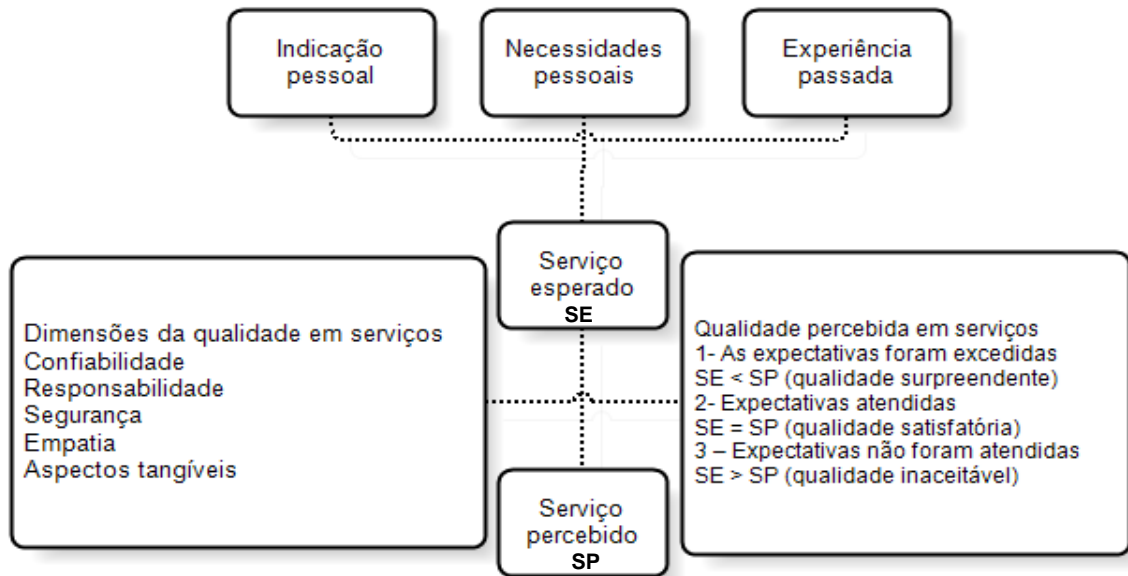 Indicação
pessoal
Necessidades
pessoais
Experiência
passada
Serviço
esperado
SE
Dimensões da qualidade em serviços
Confiabilidade
Responsabilidade
Segurança
Empatia
Aspectos tangíveis
Qualidade percebida em serviços
1- As expectativas foram excedidas
SE < SP (qualidade surpreendente)
2- Expectativas atendidas
SE = SP (qualidade satisfatória)
3 – Expectativas não foram atendidas
SE > SP (qualidade inaceitável)
Serviço
percebido
SP